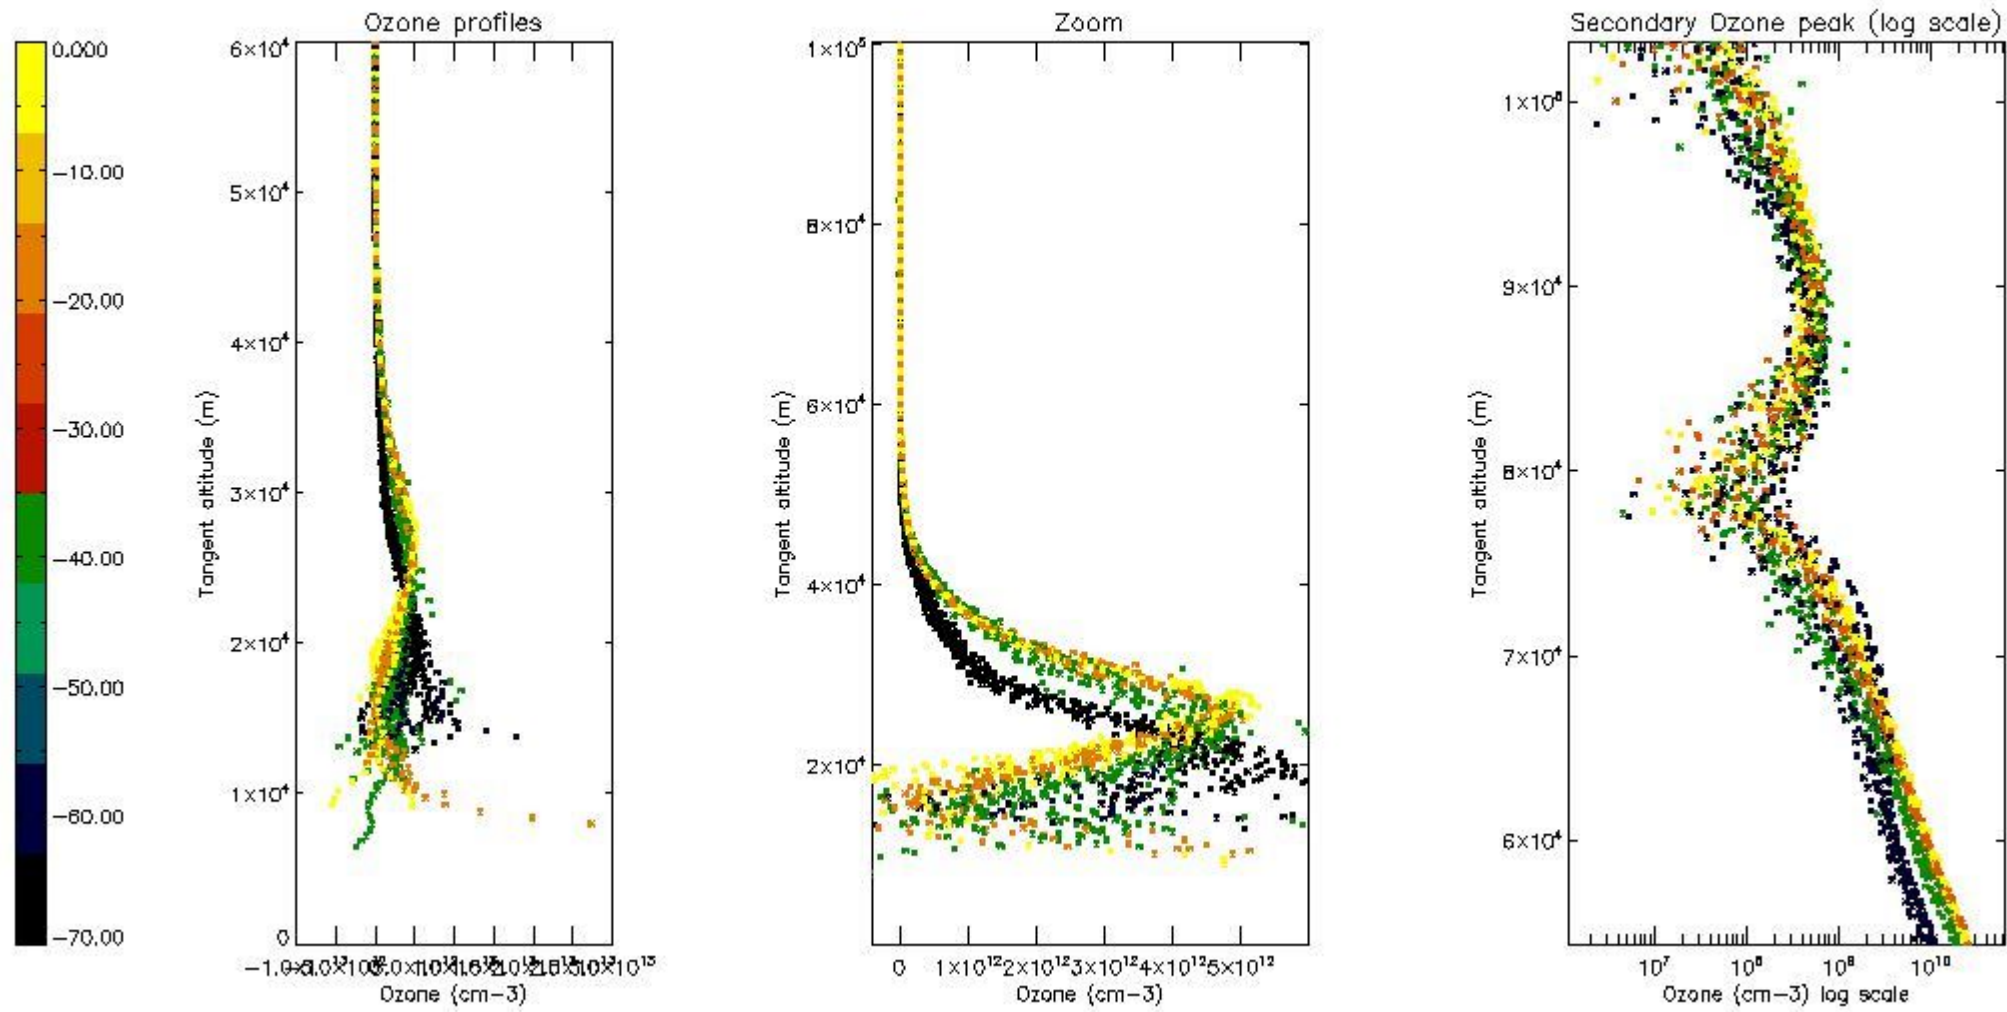 Ozone profiles
Zoom
Secondary Ozone peak (log scale)
0.000
−10.00
−20.00
−30.00
−40.00
−50.00
−60.00
−70.00
6×10⁴
5×10⁴
4×10⁴
3×10⁴
2×10⁴
1×10⁴
0
Tangent altitude (m)
Ozone (cm−3)
1×10⁵
8×10⁴
6×10⁴
4×10⁴
2×10⁴
Tangent altitude (m)
0 1×10¹² 2×10¹² 3×10¹² 4×10¹² 5×10¹²
Ozone (cm−3)
9×10⁴
8×10⁴
7×10⁴
6×10⁴
Tangent altitude (m)
10⁷ 10⁸ 10⁹ 10¹⁰
Ozone (cm−3) log scale